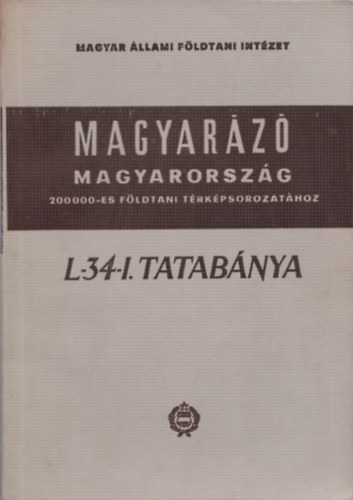 MAGYAR ÁLLAMI FÖLDTANI INTÉZET
MAGYARÁZÓ
MAGYARORSZÁG
200000-ES FÖLDTANI TÉRKÉPSOROZATÁHOZ
L-34-I. TATABÁNYA